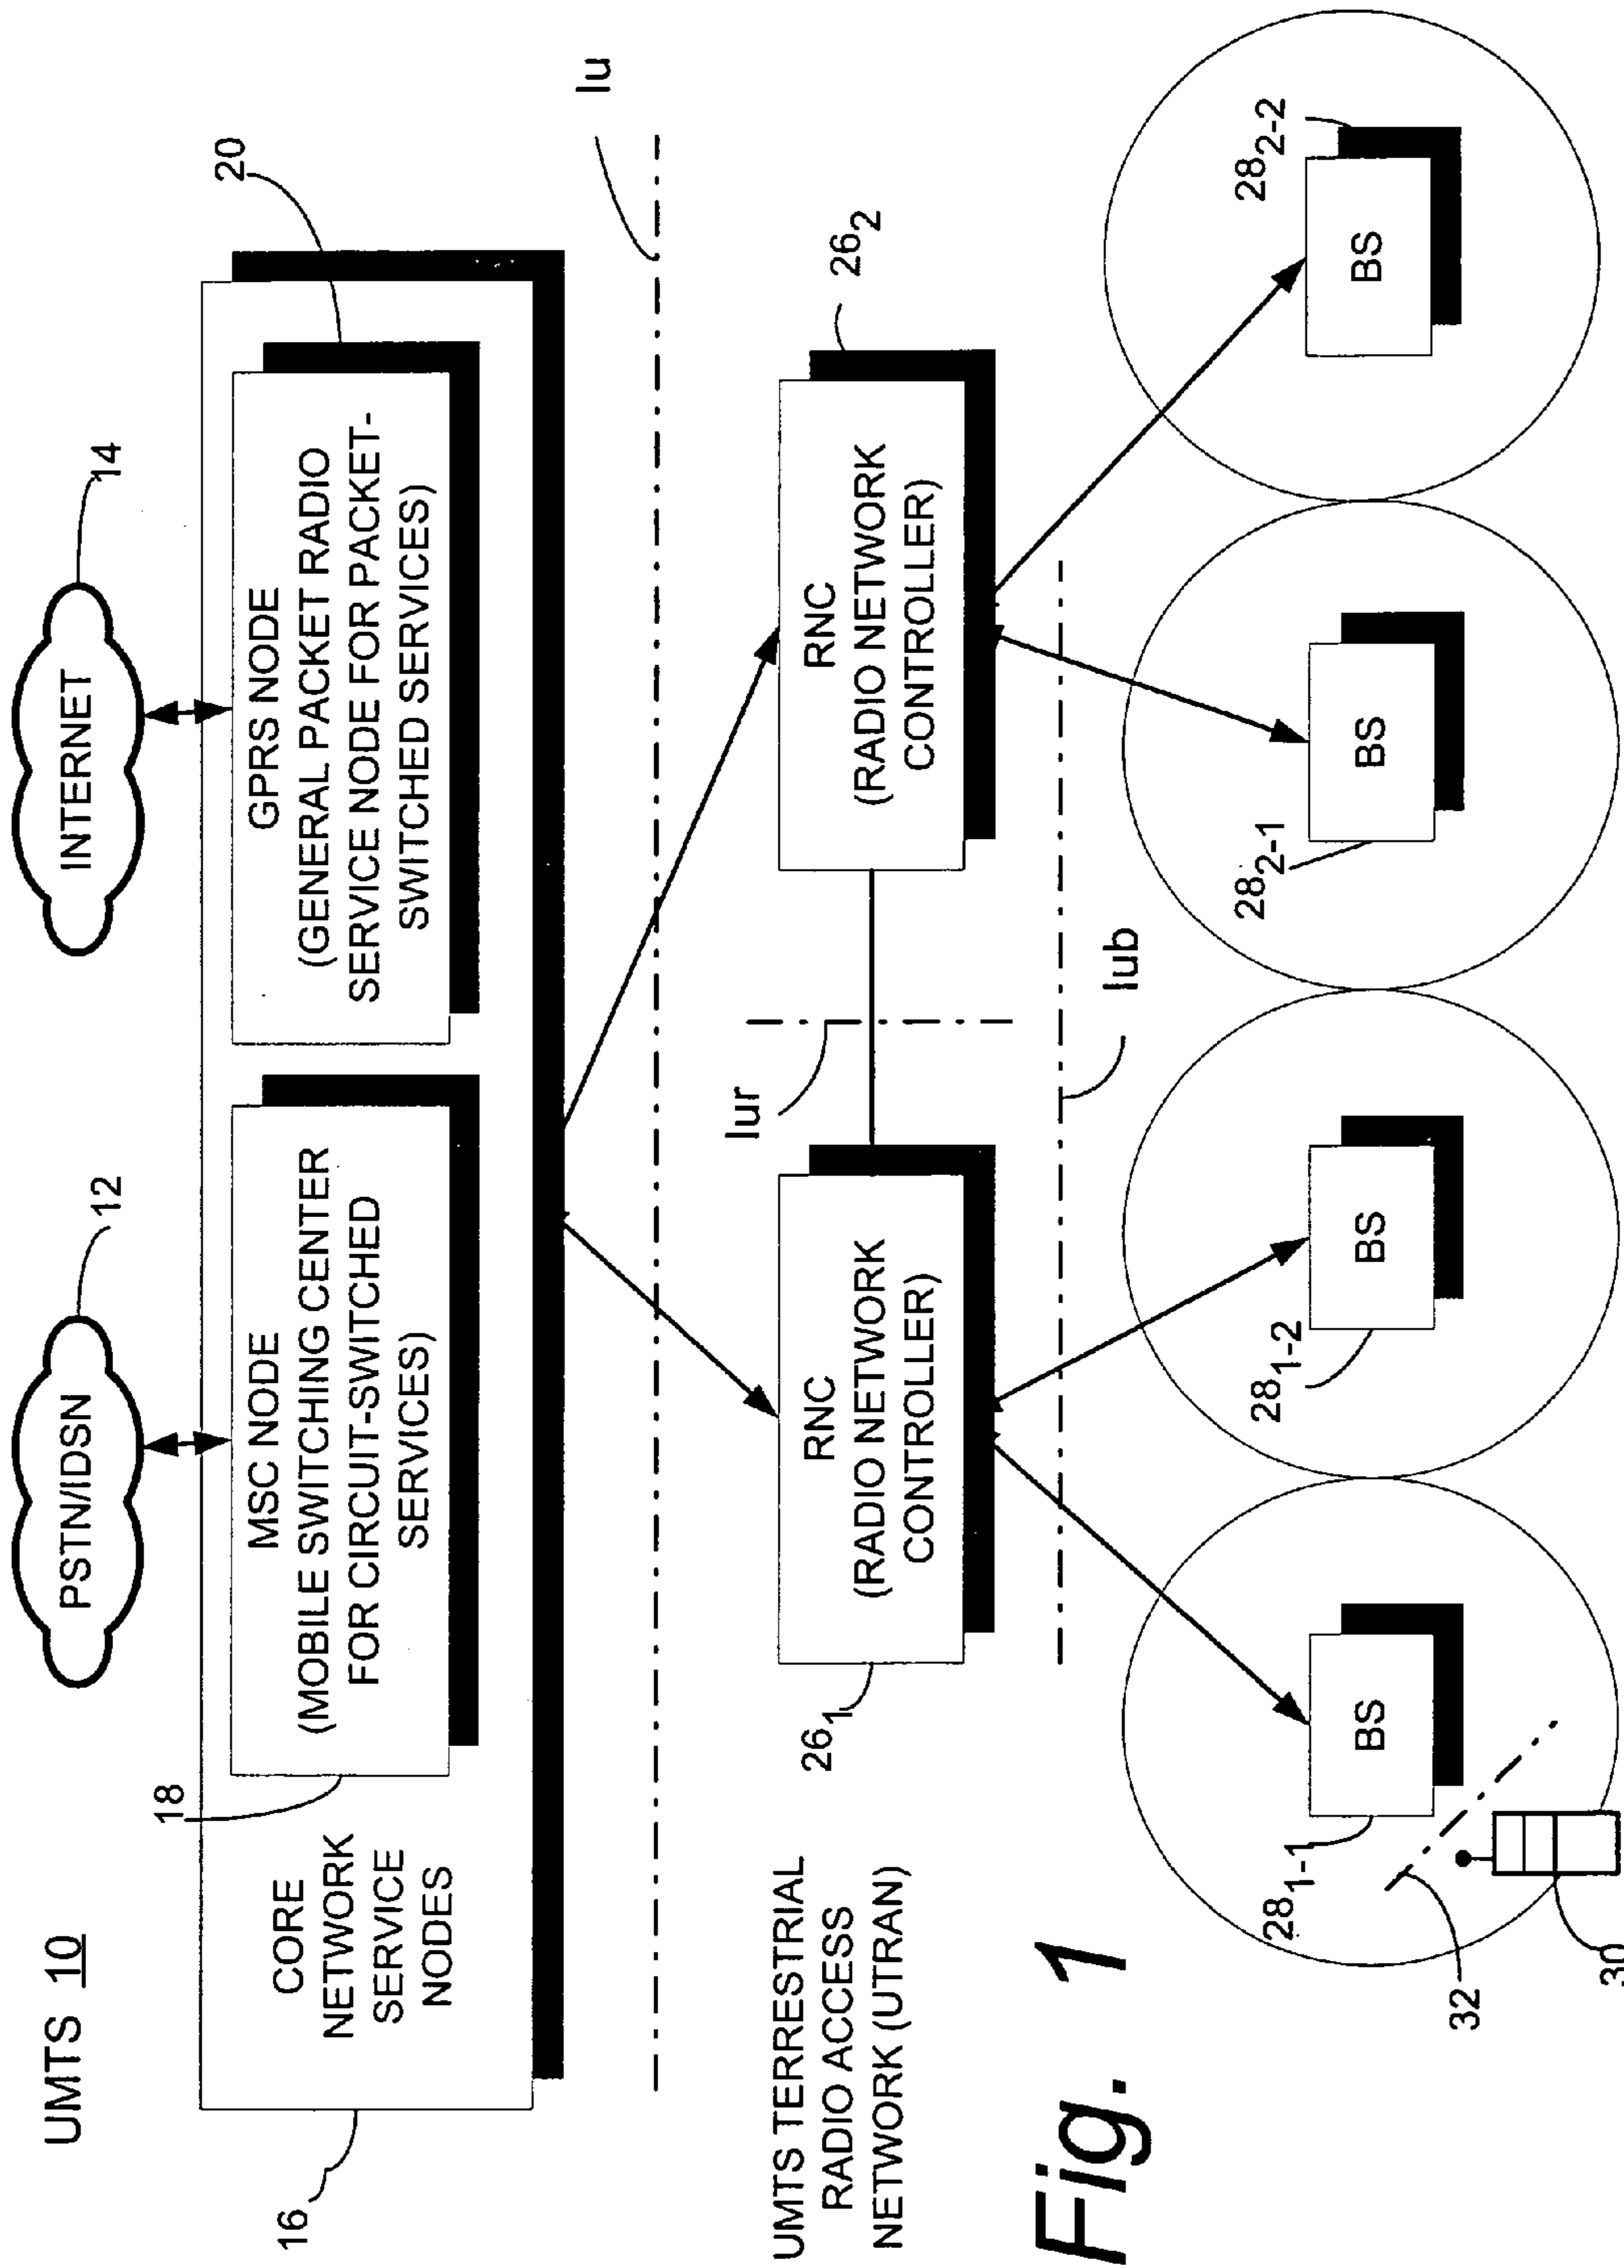 UMTS 10
PSTN/IDSN
12
INTERNET
14
16
CORE
NETWORK
SERVICE
NODES
18
MSC NODE
(MOBILE SWITCHING CENTER
FOR CIRCUIT-SWITCHED
SERVICES)
GPRS NODE
(GENERAL PACKET RADIO
SERVICE NODE FOR PACKET-
SWITCHED SERVICES)
20
Iu
UMTS TERRESTRIAL
RADIO ACCESS
NETWORK (UTRAN)
26₁
RNC
(RADIO NETWORK
CONTROLLER)
Iur
RNC
(RADIO NETWORK
CONTROLLER)
26₂
Iub
28₁₋₁
BS
28₁₋₂
BS
28₂₋₁
BS
28₂₋₂
BS
32
30
Fig. 1